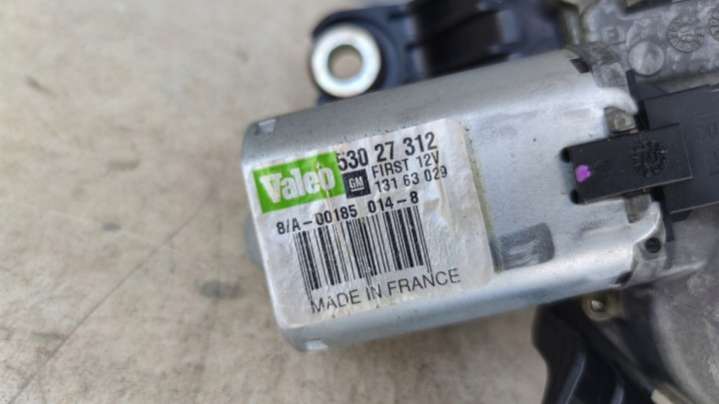 Valeo 530 27 312
GM FIRST 12V
131 63 029
8/A-00185 014-8
MADE IN FRANCE